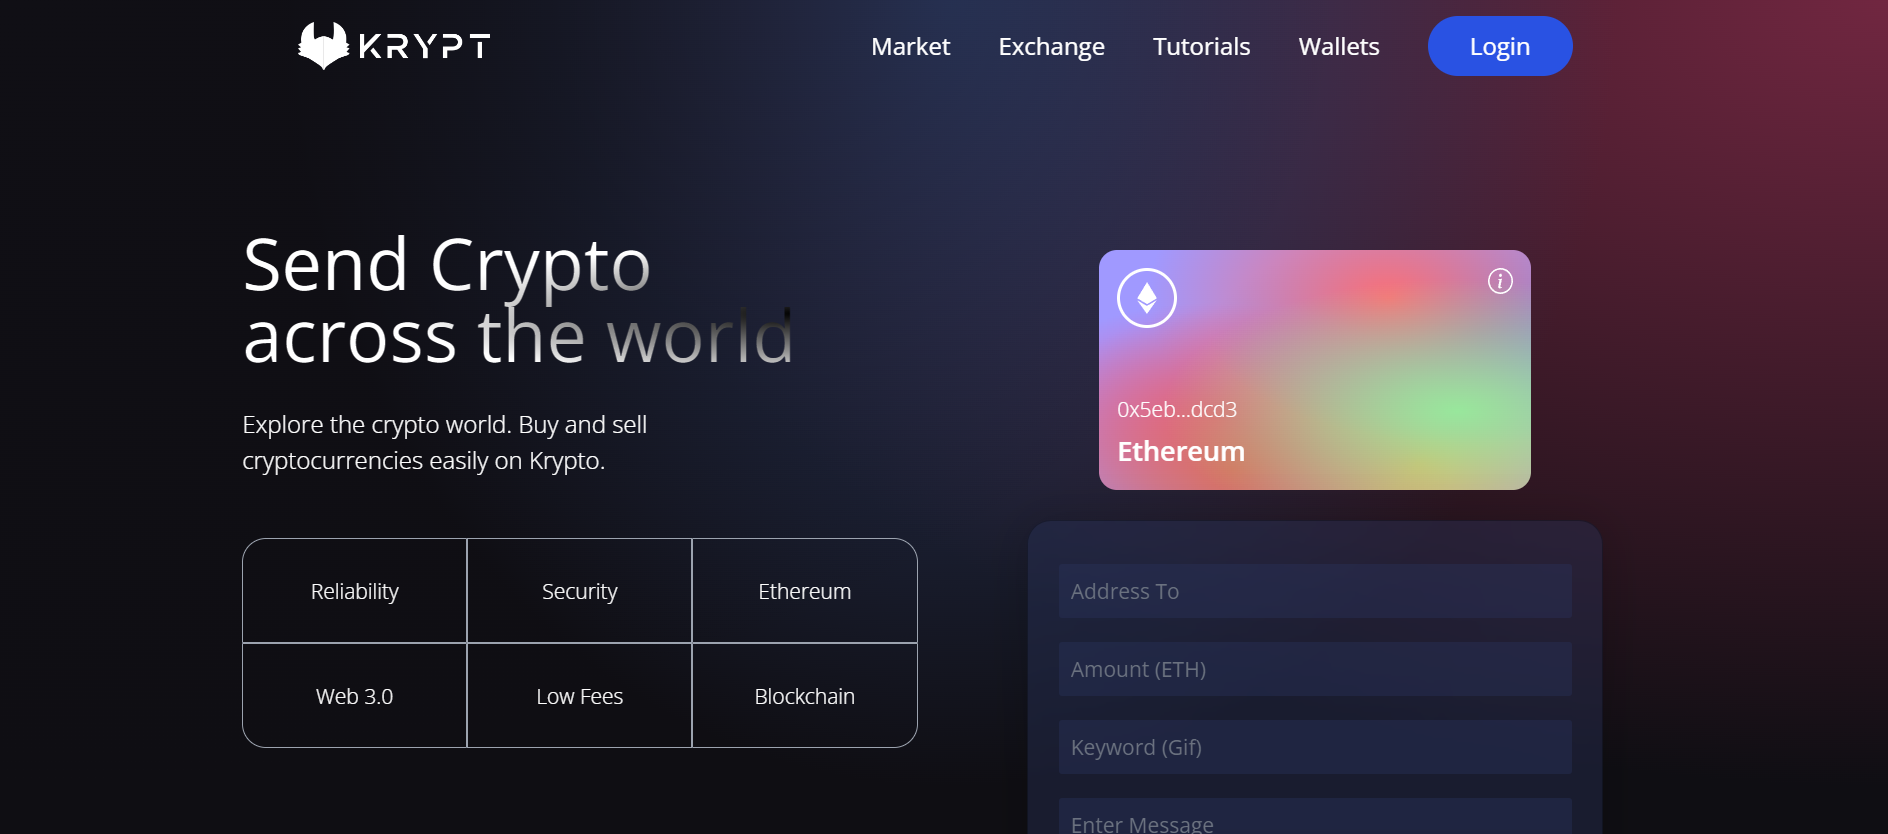 KRYPT
Market
Exchange
Tutorials
Wallets
Login
Send Crypto
across the world
Explore the crypto world. Buy and sell
cryptocurrencies easily on Krypto.
Reliability
Security
Ethereum
Web 3.0
Low Fees
Blockchain
i
0x5eb...dcd3
Ethereum
Address To
Amount (ETH)
Keyword (Gif)
Enter Message